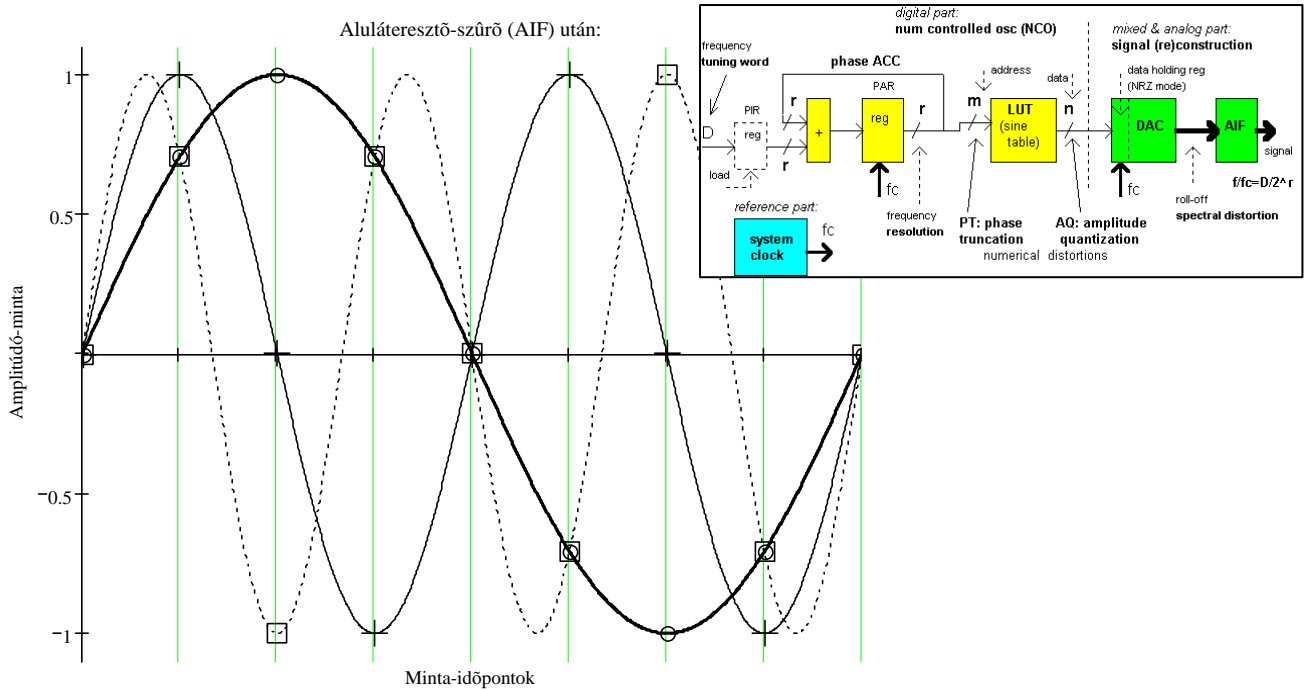 Aluláteresztõ-szûrõ (AIF) után:
1
0.5
−0.5
−1
Amplitúdó-minta
Minta-idõpontok
digital part:
num controlled osc (NCO)
mixed & analog part:
signal (re)construction
frequency
tuning word
phase ACC
address
data
data holding reg
(NRZ mode)
D
PIR
reg
load
r
r
+
PAR
reg
r
m
LUT
(sine
table)
n
DAC
AIF
signal
fc
fc
f/fc=D/2^r
roll-off
spectral distortion
frequency
resolution
PT: phase
truncation
AQ: amplitude
quantization
numerical distortions
reference part:
system
clock
fc